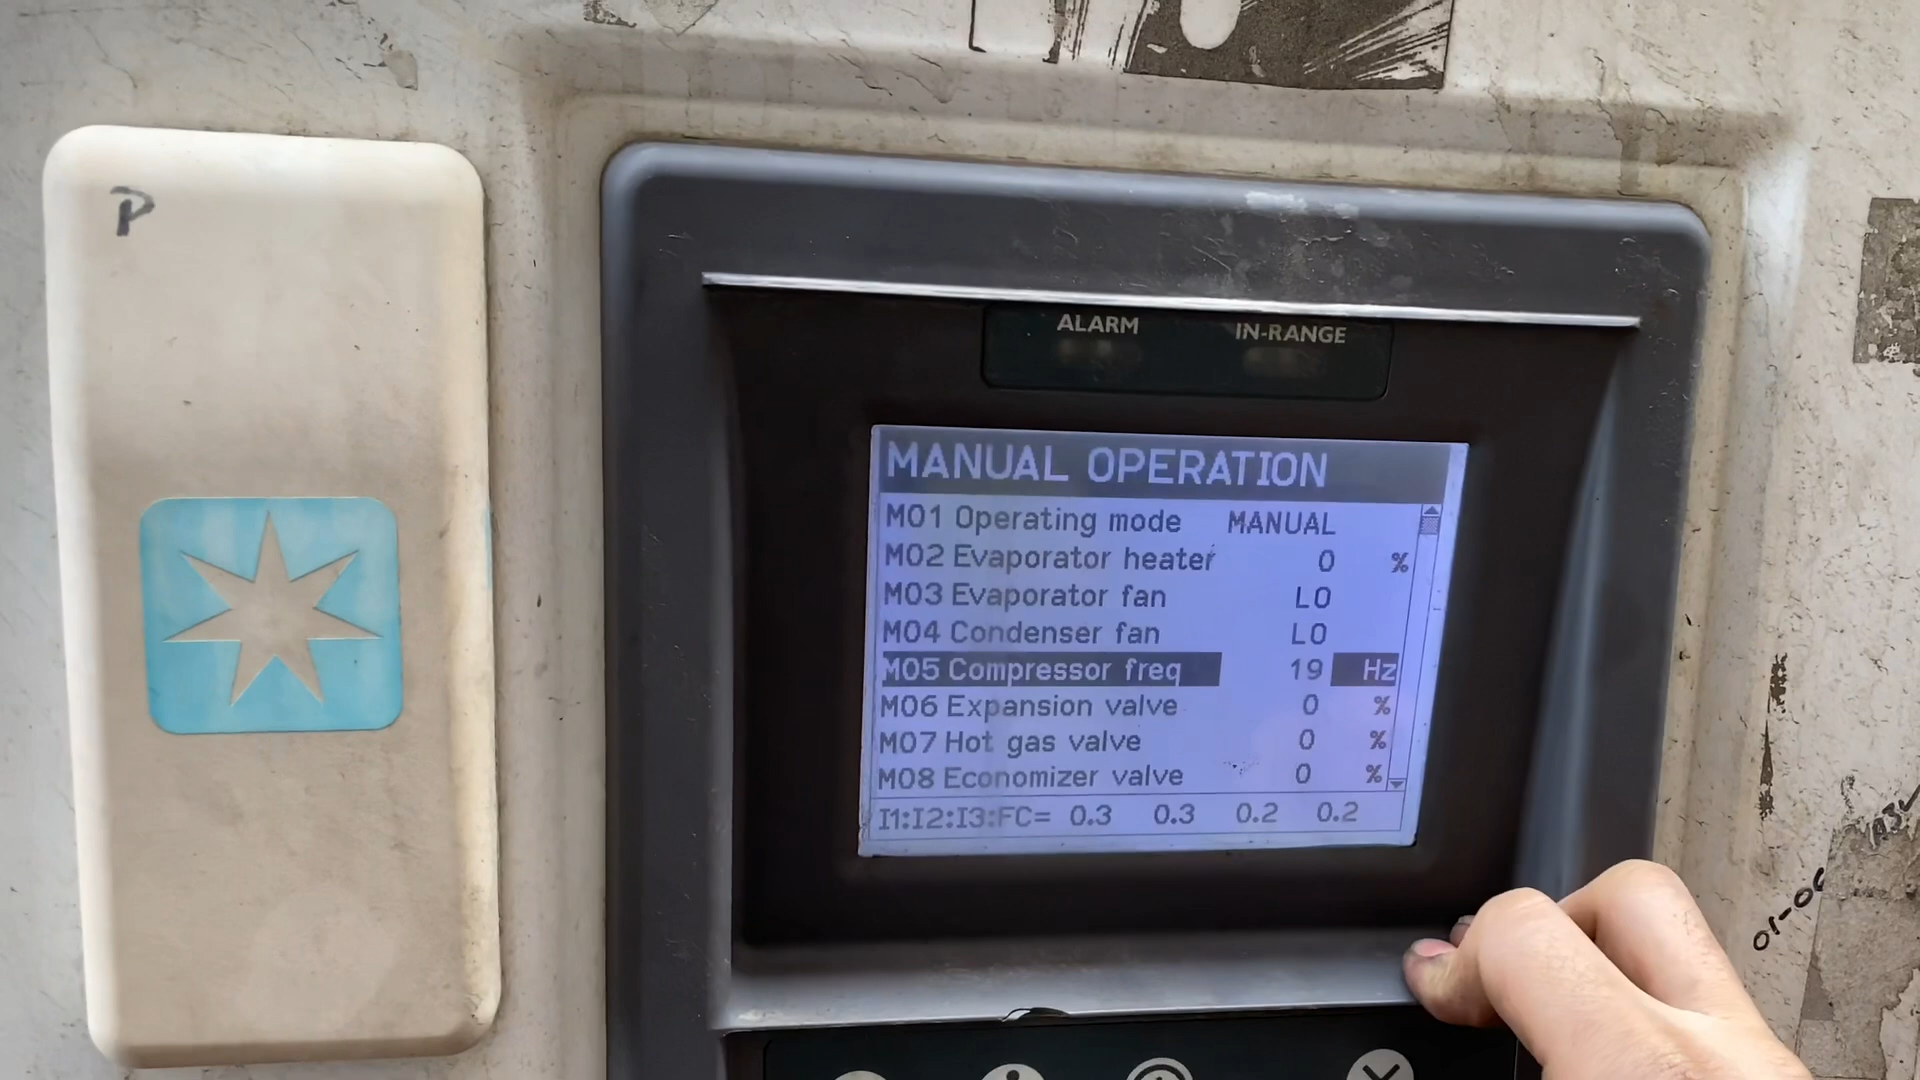 P
ALARM IN-RANGE
MANUAL OPERATION
M01 Operating mode MANUAL
M02 Evaporator heater 0 %
M03 Evaporator fan LO
M04 Condenser fan LO
M05 Compressor freq 19 Hz
M06 Expansion valve 0 %
M07 Hot gas valve 0 %
M08 Economizer valve 0 %
I1:I2:I3:FC= 0.3 0.3 0.2 0.2